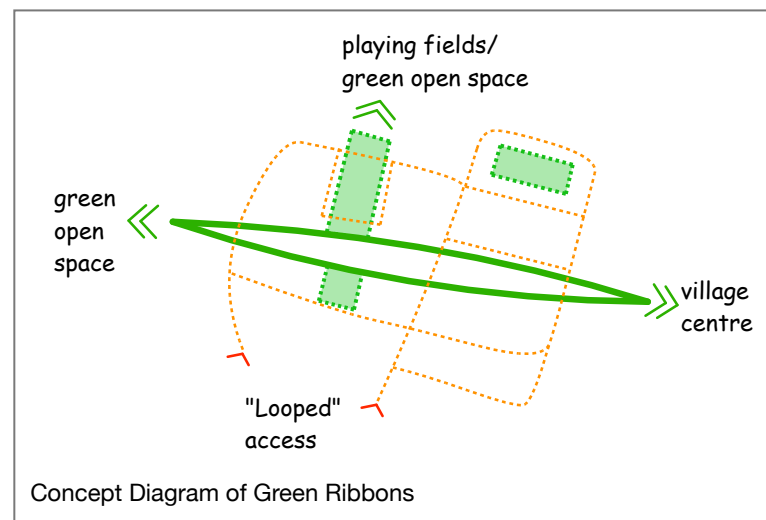 playing fields/
green open space
green
open
space
village
centre
"Looped"
access
Concept Diagram of Green Ribbons